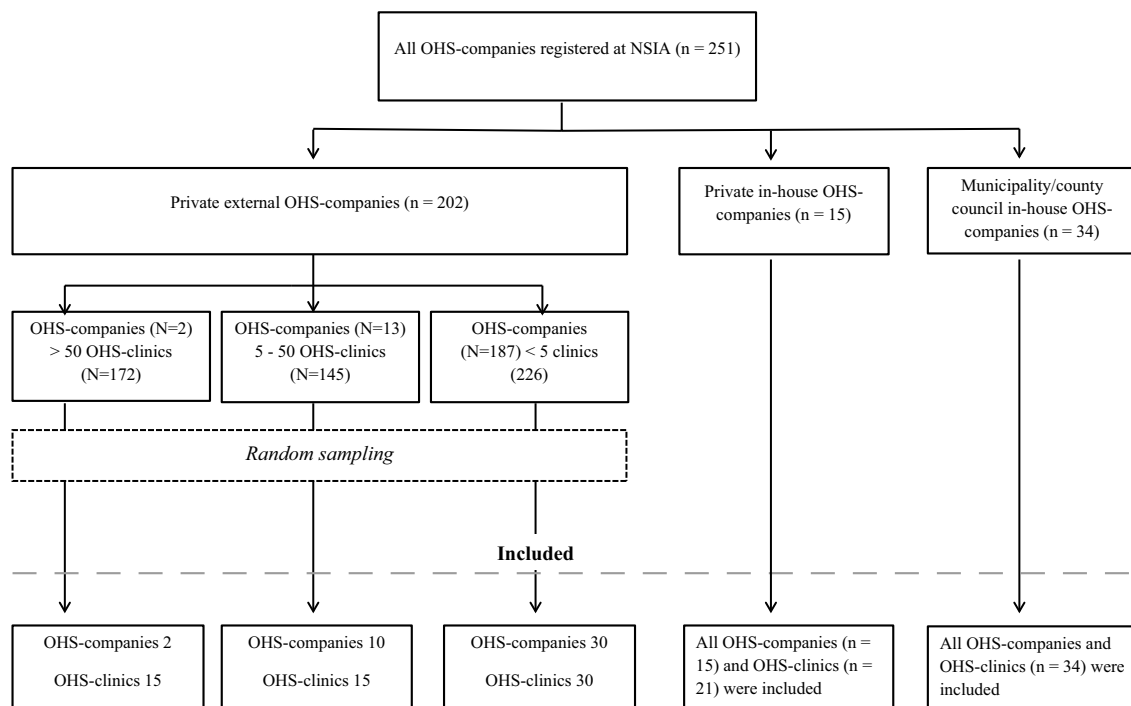 All OHS-companies registered at NSIA (n = 251)
Private external OHS-companies (n = 202)
Private in-house OHS-
companies (n = 15)
Municipality/county
council in-house OHS-
companies (n = 34)
OHS-companies (N=2)
> 50 OHS-clinics
(N=172)
OHS-companies (N=13)
5 - 50 OHS-clinics
(N=145)
OHS-companies
(N=187) < 5 clinics
(226)
Random sampling
Included
OHS-companies 2
OHS-clinics 15
OHS-companies 10
OHS-clinics 15
OHS-companies 30
OHS-clinics 30
All OHS-companies (n =
15) and OHS-clinics (n =
21) were included
All OHS-companies and
OHS-clinics (n = 34) were
included